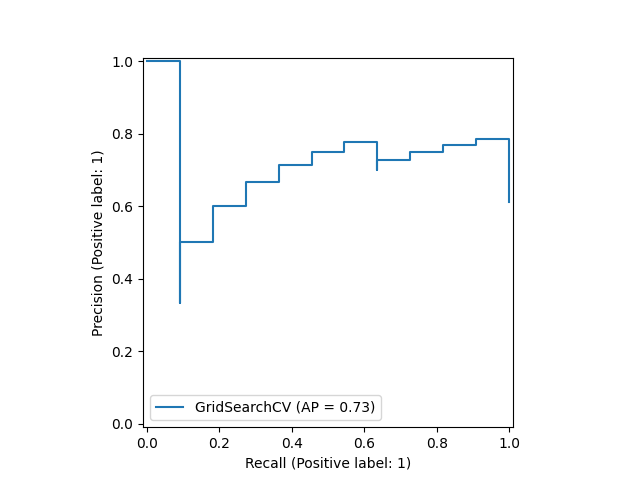 1.0
0.8
0.6
0.4
0.2
0.0
Precision (Positive label: 1)
GridSearchCV (AP = 0.73)
0.0 0.2 0.4 0.6 0.8 1.0
Recall (Positive label: 1)